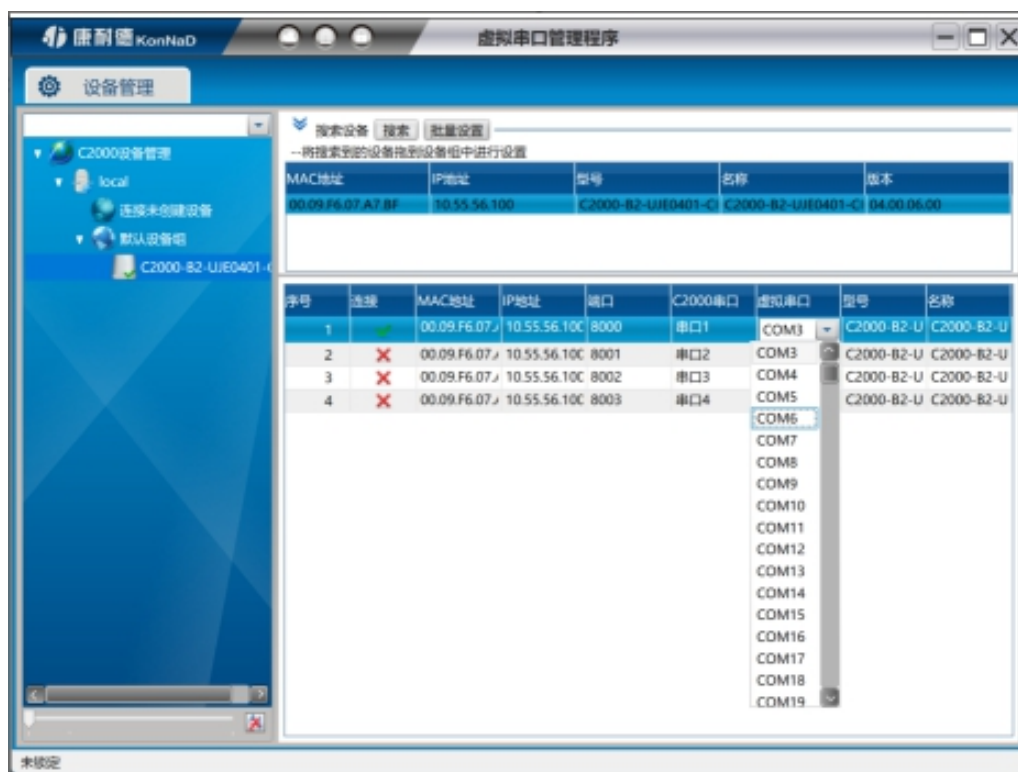 康耐德 KonNaD
虚拟串口管理程序
设备管理
C2000设备管理
local
连接未创建设备
默认设备组
C2000-B2-UJE0401-C
搜索设备 搜索 批量设置
--将搜索到的设备拖到设备组中进行设置
MAC地址 IP地址 型号 名称 版本
00.09.F6.07.A7.BF 10.55.56.100 C2000-B2-UJE0401-C C2000-B2-UJE0401-C 04.00.06.00
序号 连接 MAC地址 IP地址 端口 C2000串口 虚拟串口 型号 名称
1 00.09.F6.07. 10.55.56.10 8000 串口1 COM3 C2000-B2-U C2000-B2-U
2 00.09.F6.07. 10.55.56.10 8001 串口2 COM3 C2000-B2-U C2000-B2-U
3 00.09.F6.07. 10.55.56.10 8002 串口3 COM4 C2000-B2-U C2000-B2-U
4 00.09.F6.07. 10.55.56.10 8003 串口4 COM5 C2000-B2-U C2000-B2-U
COM6
COM7
COM8
COM9
COM10
COM11
COM12
COM13
COM14
COM15
COM16
COM17
COM18
COM19
未锁定